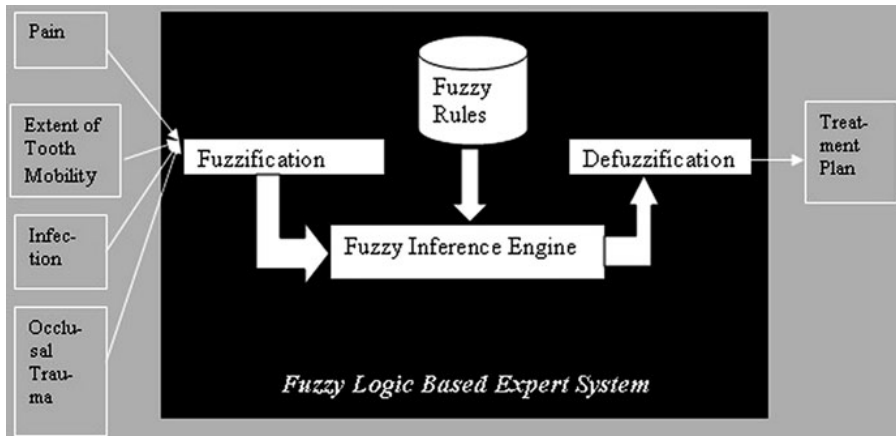 Pain
Extent of
Tooth
Mobility
Infec-
tion
Occlu-
sal
Trau-
ma
Fuzzification
Fuzzy
Rules
Fuzzy Inference Engine
Defuzzification
Treat-
ment
Plan
Fuzzy Logic Based Expert System